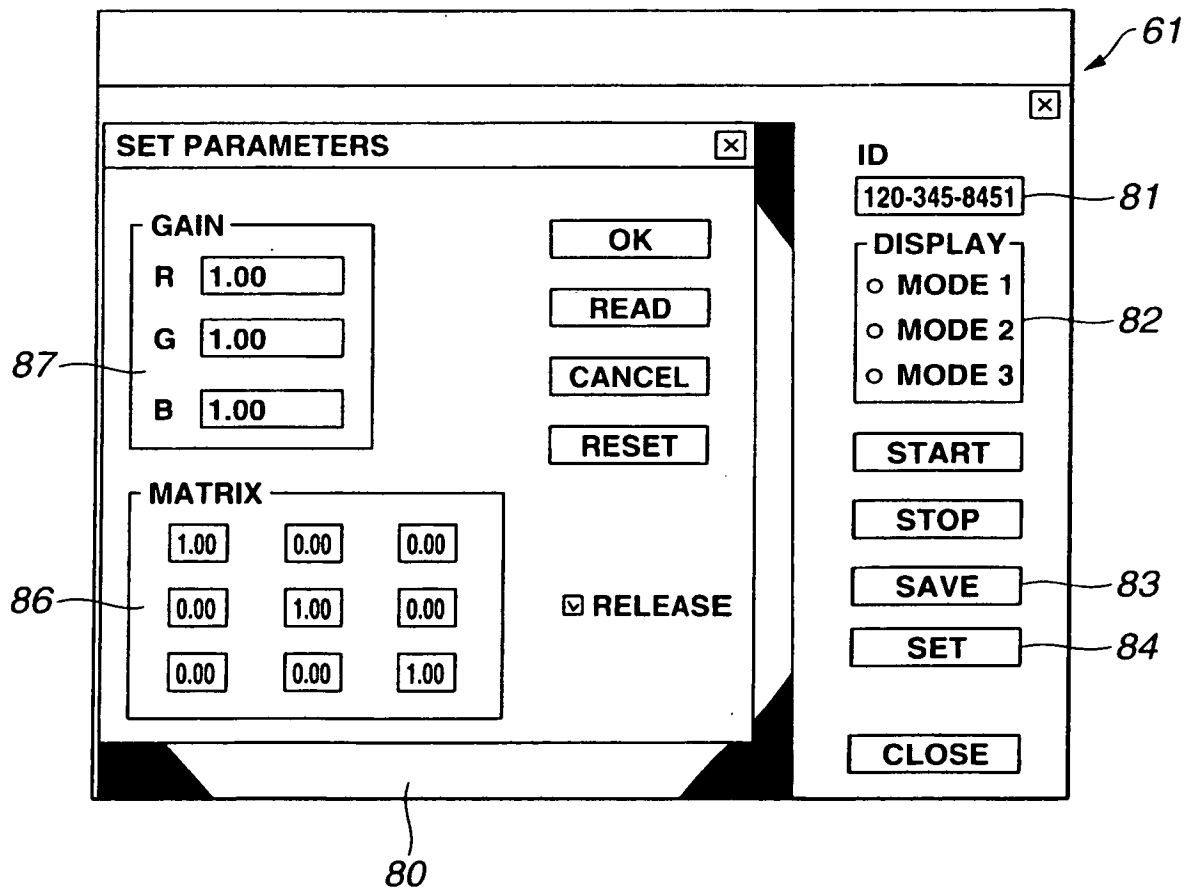 61
SET PARAMETERS
GAIN
R 1.00
G 1.00
B 1.00
87
OK
READ
CANCEL
RESET
MATRIX
1.00 0.00 0.00
0.00 1.00 0.00
0.00 0.00 1.00
86
RELEASE
ID
120-345-8451
81
DISPLAY
MODE 1
MODE 2
MODE 3
82
START
STOP
SAVE
83
SET
84
CLOSE
80